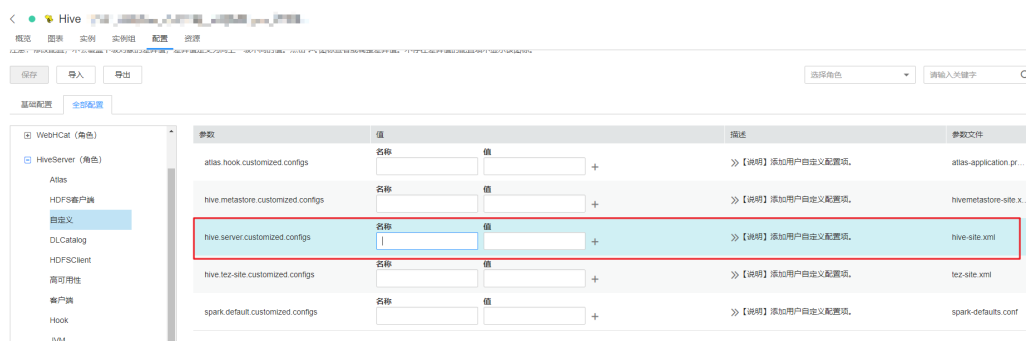 Hive
概览 图表 实例 实例组 配置 资源
保存 导入 导出 选择角色 请输入关键字
基础配置 全部配置
WebHCat（角色）
HiveServer（角色）
Atlas
HDFS客户端
自定义
DLCatalog
HDFSClient
高可用性
客户端
Hook
JVM
参数 值 描述 参数文件
名称 值
atlas.hook.customized.configs 【说明】添加用户自定义配置项。 atlas-application.pr...
名称 值
hive.metastore.customized.configs 【说明】添加用户自定义配置项。 hivemetastore-site.x...
名称 值
hive.server.customized.configs 【说明】添加用户自定义配置项。 hive-site.xml
名称 值
hive.tez-site.customized.configs 【说明】添加用户自定义配置项。 tez-site.xml
名称 值
spark.default.customized.configs 【说明】添加用户自定义配置项。 spark-defaults.conf